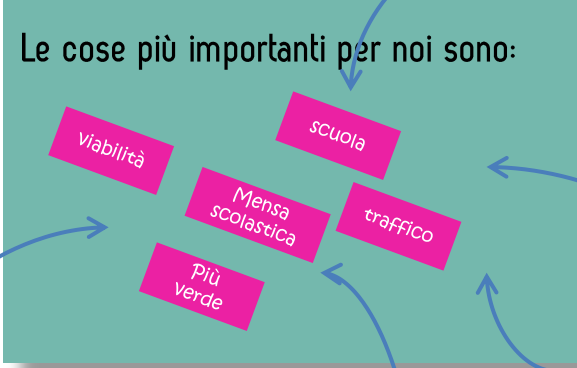 Le cose più importanti per noi sono:
scuola
viabilità
Mensa
scolastica
traffico
Più
verde